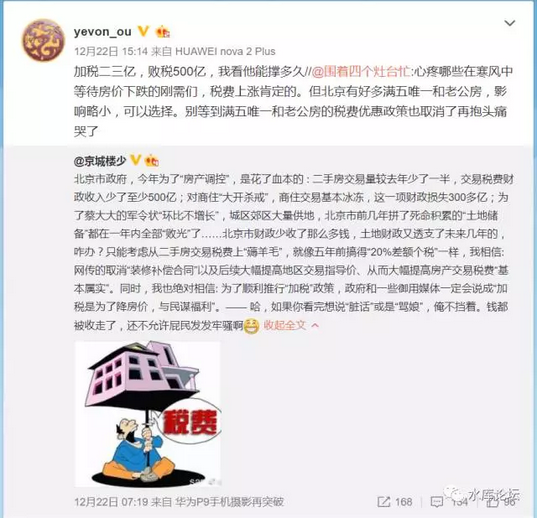 yevon_ou
12月22日 15:14 来自 HUAWEI nova 2 Plus
加税二三亿，败税500亿，我看他能撑多久//@围着四个灶台忙:心疼哪些在寒风中
等待房价下跌的刚需们，税费上涨肯定的。但北京有好多满五唯一和老公房，影
响略小，可以选择。别等到满五唯一和老公房的税费优惠政策也取消了再抱头痛
哭了
@京城楼少
北京市政府，今年为了“房产调控”，是花了血本的：二手房交易量较去年少了一半，交易税费财
政收入少了至少500亿；对商住“大开杀戒”，商住交易基本冰冻，这一项财政损失300多亿；为
了蔡大大的军令状“环比不增长”，城区郊区大量供地，北京市前几年拼了死命积累的“土地储
备”都在一年内全部“败光”了……北京市财政少收了那么多钱，土地财政又透支了未来几年的，
咋办？只能考虑从二手房交易税费上“薅羊毛”，就像五年前搞得“20%差额个税”一样，我相信:
网传的取消“装修补偿合同”以及后续大幅提高地区交易指导价、从而大幅提高房产交易税费“基
本属实”。同时，我也绝对相信: 为了顺利推行“加税”政策，政府和一些御用媒体一定会说成“加
税是为了降房价，与民谋福利”。—— 哈，如果你看完想说“脏话”或是“骂娘”，俺不挡着。钱都
被收走了，还不允许屁民发发牢骚啊 收起全文
税费
12月22日 07:19 来自 华为P9手机摄影再突破
168
134
96
水库论坛